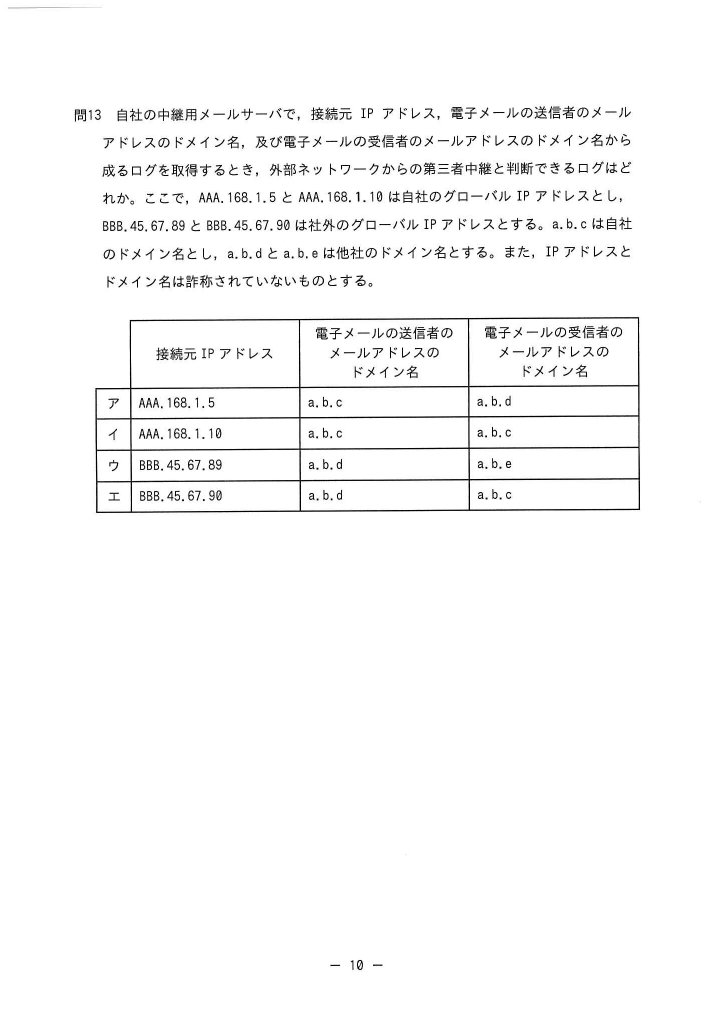 問13 自社の中継用メールサーバで，接続元 IP アドレス，電子メールの送信者のメール
アドレスのドメイン名，及び電子メールの受信者のメールアドレスのドメイン名から
成るログを取得するとき，外部ネットワークからの第三者中継と判断できるログはど
れか。ここで，AAA.168.1.5 と AAA.168.1.10 は自社のグローバル IP アドレスとし，
BBB.45.67.89 と BBB.45.67.90 は社外のグローバル IP アドレスとする。a.b.c は自社
のドメイン名とし，a.b.d と a.b.e は他社のドメイン名とする。また，IP アドレスと
ドメイン名は詐称されていないものとする。
接続元 IP アドレス 電子メールの送信者のメールアドレスのドメイン名 電子メールの受信者のメールアドレスのドメイン名
ア AAA.168.1.5 a.b.c a.b.d
イ AAA.168.1.10 a.b.c a.b.c
ウ BBB.45.67.89 a.b.d a.b.e
エ BBB.45.67.90 a.b.d a.b.c
— 10 —